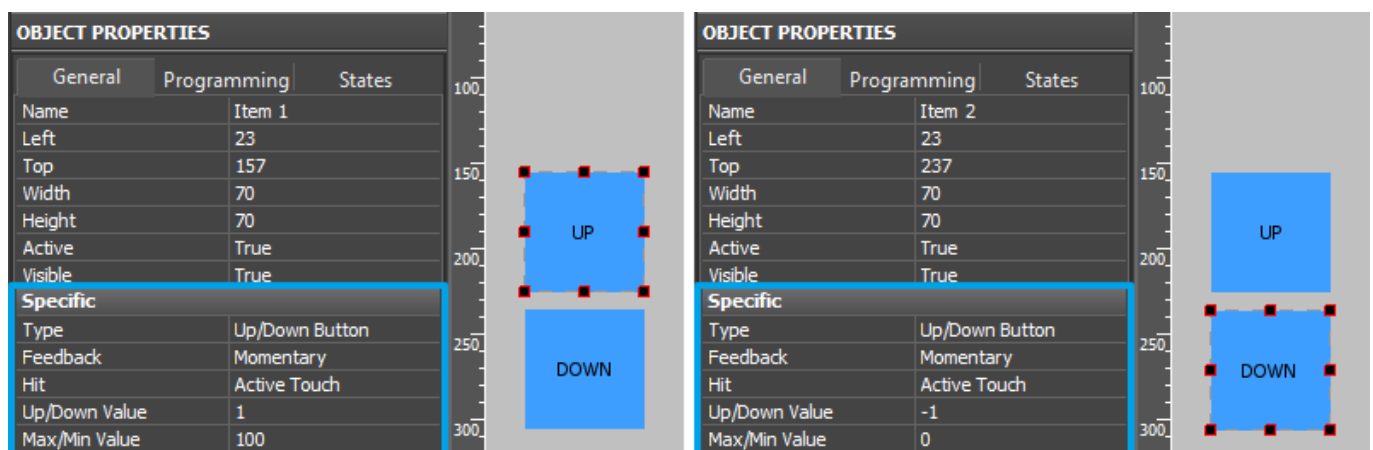 OBJECT PROPERTIES
General Programming States
Name Item 1
Left 23
Top 157
Width 70
Height 70
Active True
Visible True
Specific
Type Up/Down Button
Feedback Momentary
Hit Active Touch
Up/Down Value 1
Max/Min Value 100
100
150
200
250
300
UP
DOWN
OBJECT PROPERTIES
General Programming States
Name Item 2
Left 23
Top 237
Width 70
Height 70
Active True
Visible True
Specific
Type Up/Down Button
Feedback Momentary
Hit Active Touch
Up/Down Value -1
Max/Min Value 0
100
150
200
250
300
UP
DOWN